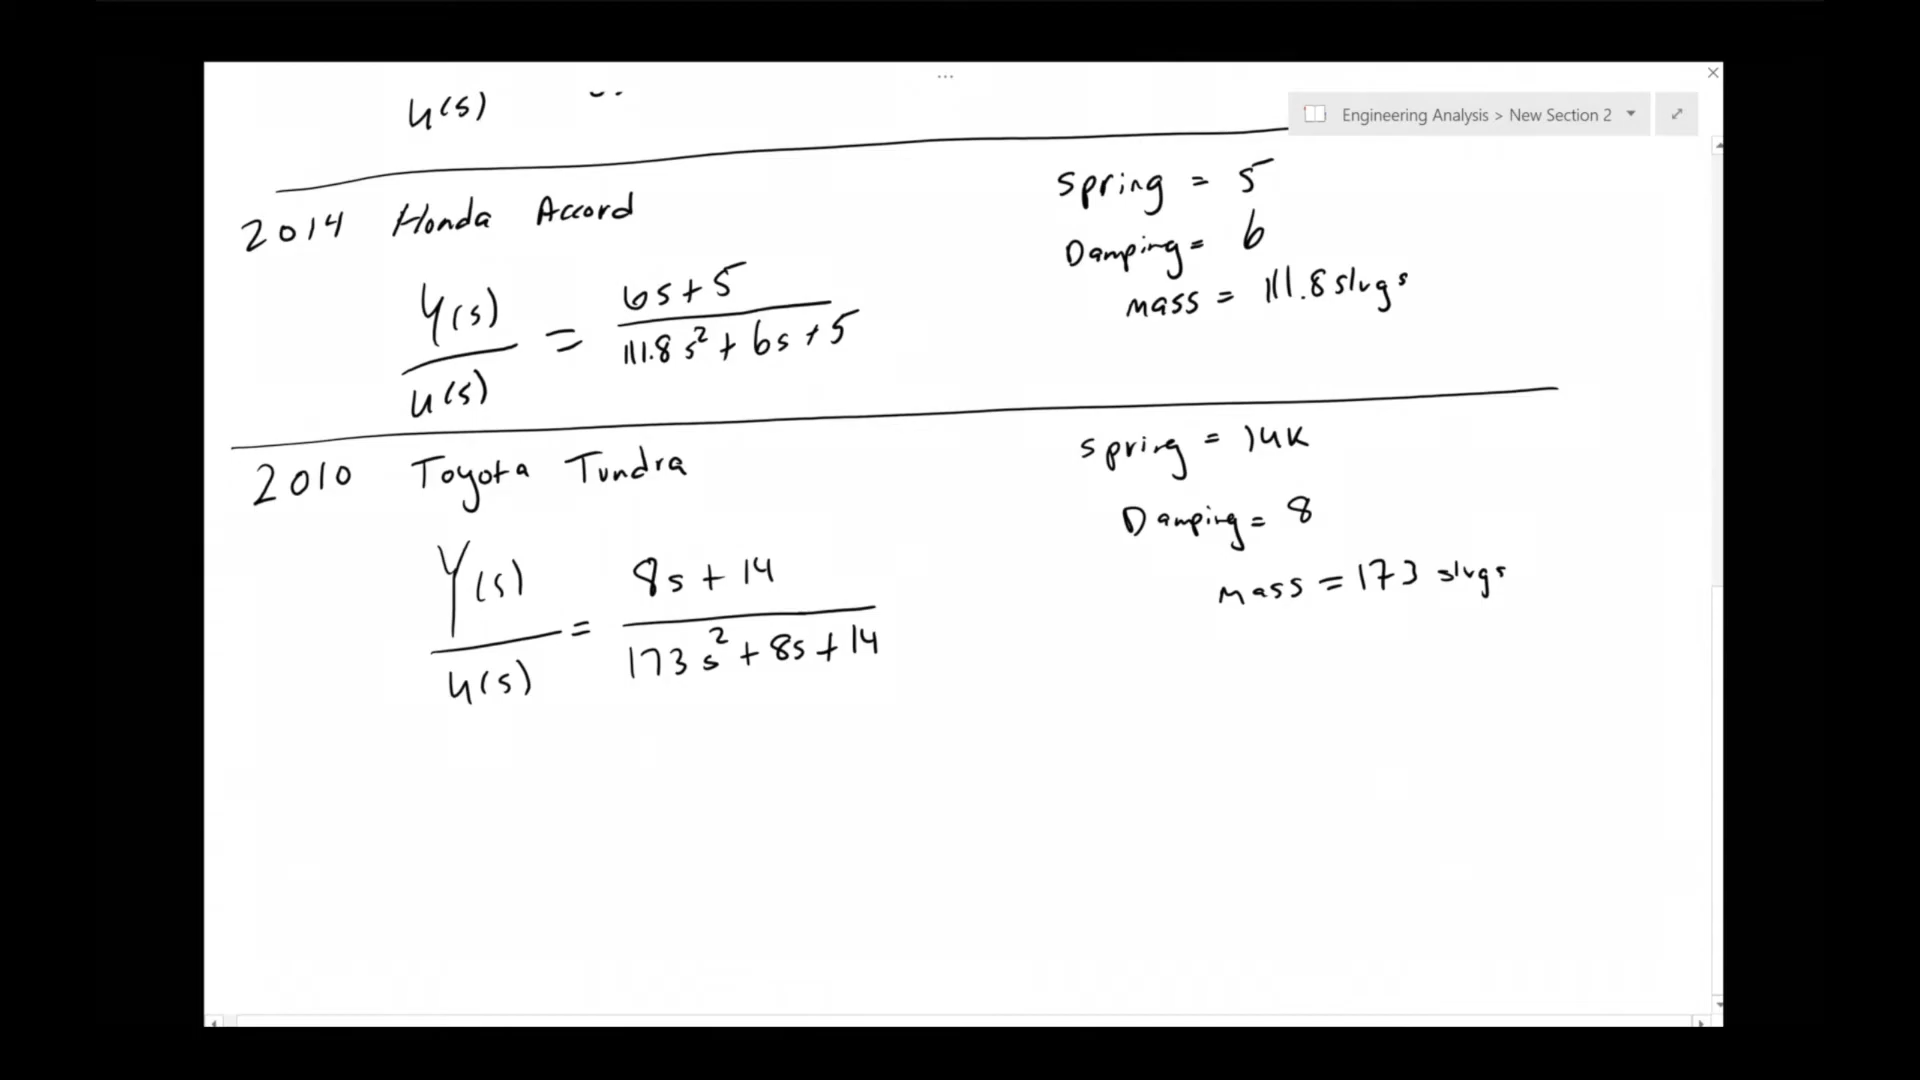 ...
Engineering Analysis > New Section 2
u(s)
2014 Honda Accord
Spring = 5
Damping = 6
mass = 111.8 slugs
Y(s)
u(s)
=
6s + 5
111.8 s² + 6s + 5
2010 Toyota Tundra
Spring = 14K
Damping = 8
mass = 173 slugs
Y(s)
u(s)
=
8s + 14
173 s² + 8s + 14